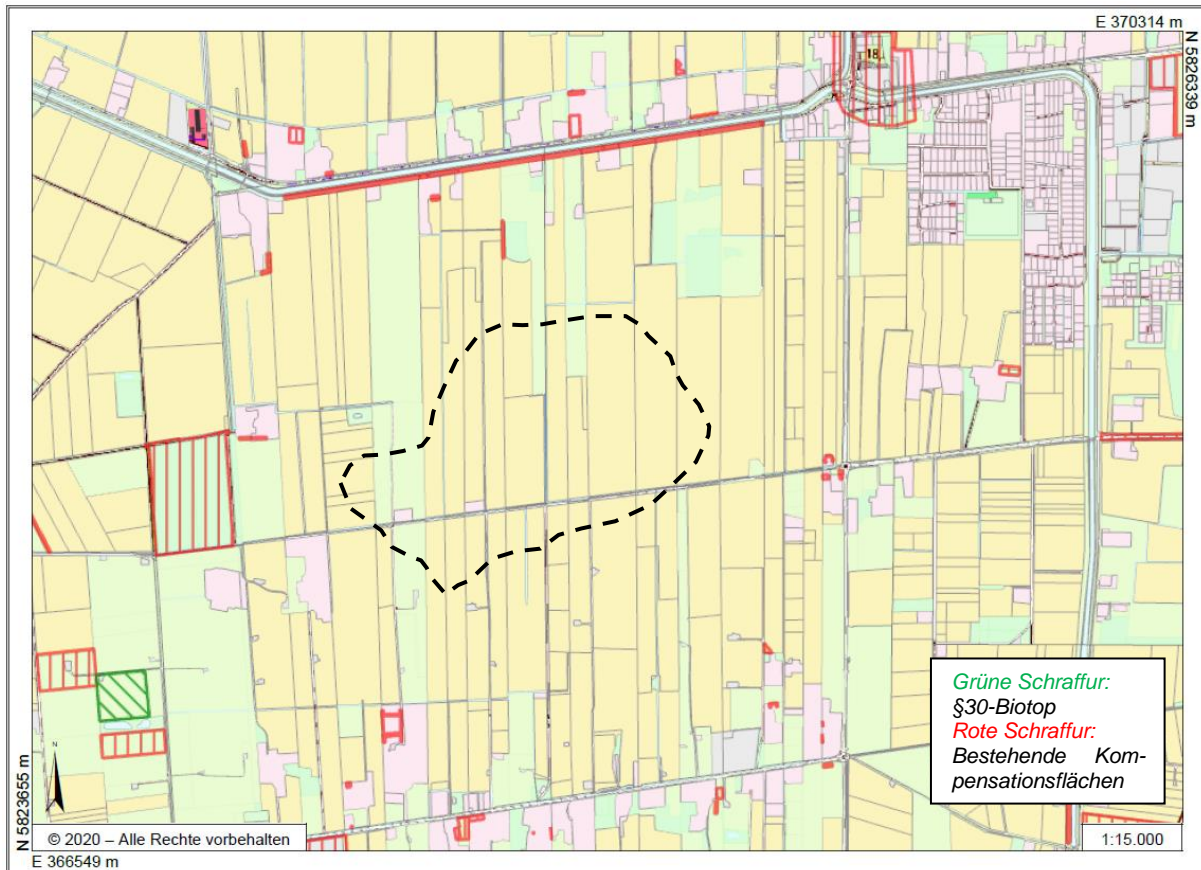 E 370314 m
N 5826339 m
18
Grüne Schraffur:
§30-Biotop
Rote Schraffur:
Bestehende Kom-
pensationsflächen
N
N 5823655 m
© 2020 – Alle Rechte vorbehalten
1:15.000
E 366549 m